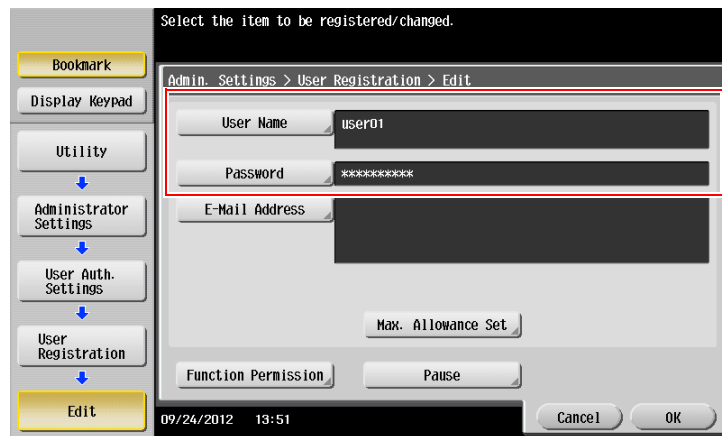 Select the item to be registered/changed.
Bookmark
Display Keypad
Utility
Administrator
Settings
User Auth.
Settings
User
Registration
Edit
Admin. Settings > User Registration > Edit
User Name
user01
Password
**********
E-Mail Address
Max. Allowance Set
Function Permission
Pause
09/24/2012 13:51
Cancel
OK